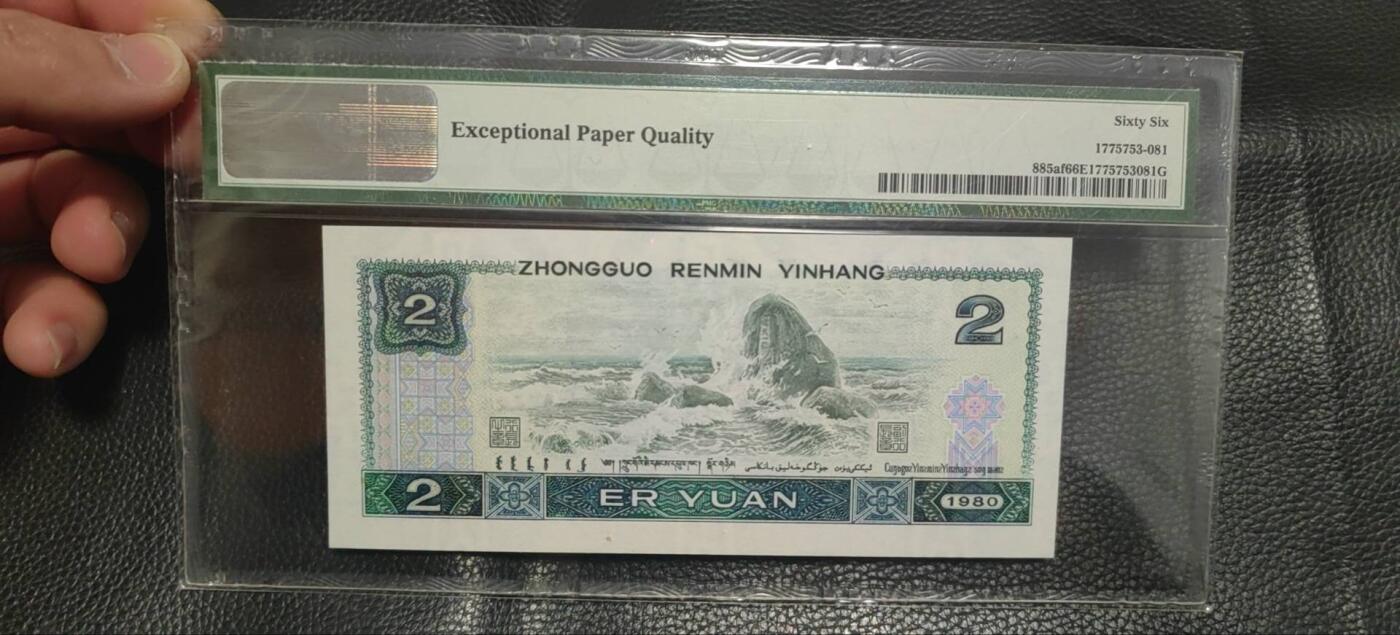 Exceptional Paper Quality
Sixty Six
1775753-081
885af66E1775753081G
ZHONGGUO RENMIN YINHANG
2
2
2
ER YUAN
1980